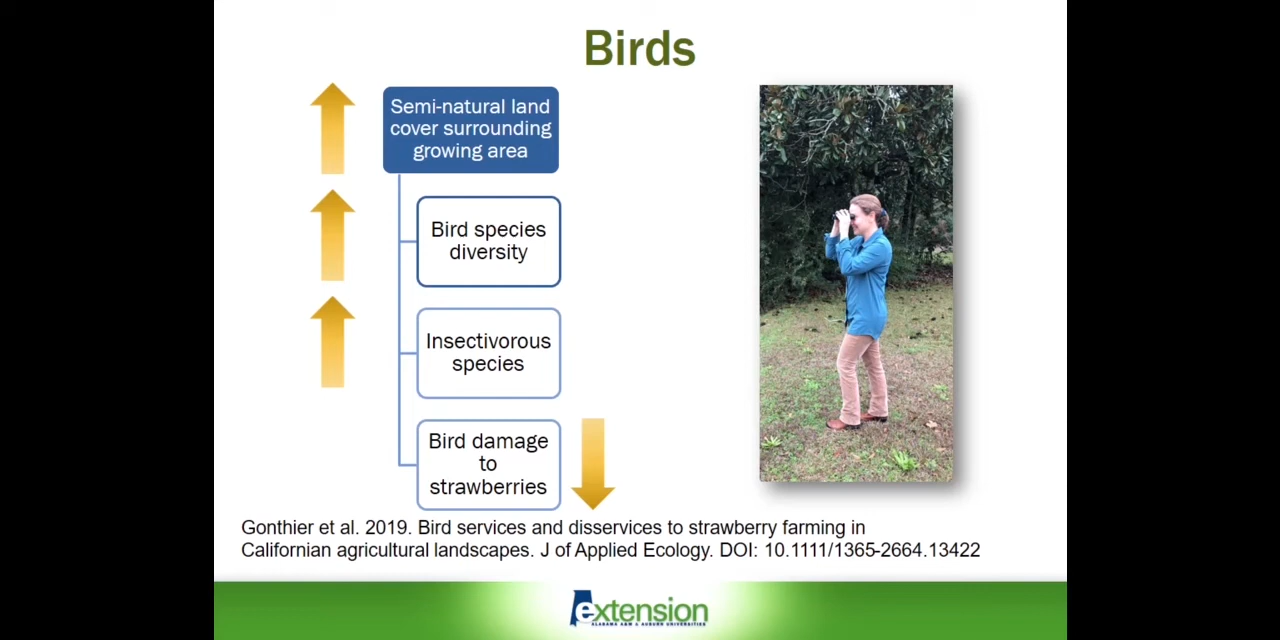 Birds
Semi-natural land
cover surrounding
growing area
Bird species
diversity
Insectivorous
species
Bird damage
to
strawberries
Gonthier et al. 2019. Bird services and disservices to strawberry farming in
Californian agricultural landscapes. J of Applied Ecology. DOI: 10.1111/1365-2664.13422
extension
ALABAMA A&M & AUBURN UNIVERSITIES